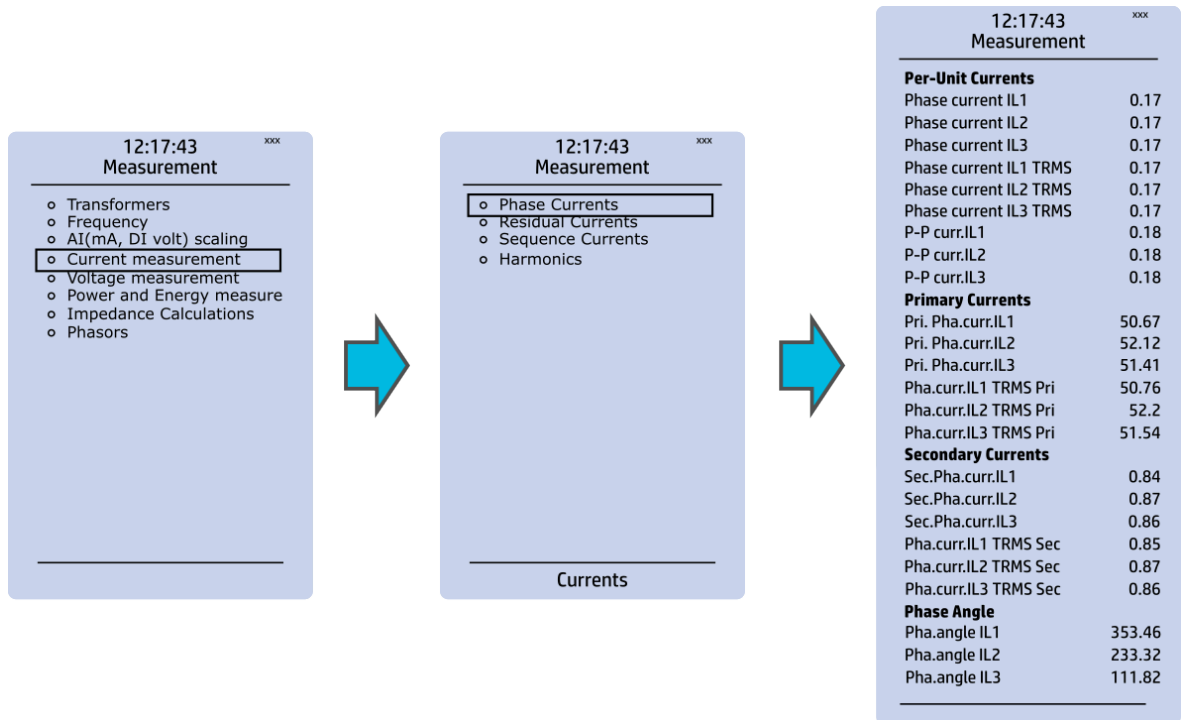 12:17:43 xxx
Measurement
Transformers
Frequency
AI(mA, DI volt) scaling
Current measurement
Voltage measurement
Power and Energy measure
Impedance Calculations
Phasors
12:17:43 xxx
Measurement
Phase Currents
Residual Currents
Sequence Currents
Harmonics
Currents
12:17:43 xxx
Measurement
Per-Unit Currents
Phase current IL1 0.17
Phase current IL2 0.17
Phase current IL3 0.17
Phase current IL1 TRMS 0.17
Phase current IL2 TRMS 0.17
Phase current IL3 TRMS 0.17
P-P curr.IL1 0.18
P-P curr.IL2 0.18
P-P curr.IL3 0.18
Primary Currents
Pri. Pha.curr.IL1 50.67
Pri. Pha.curr.IL2 52.12
Pri. Pha.curr.IL3 51.41
Pha.curr.IL1 TRMS Pri 50.76
Pha.curr.IL2 TRMS Pri 52.2
Pha.curr.IL3 TRMS Pri 51.54
Secondary Currents
Sec.Pha.curr.IL1 0.84
Sec.Pha.curr.IL2 0.87
Sec.Pha.curr.IL3 0.86
Pha.curr.IL1 TRMS Sec 0.85
Pha.curr.IL2 TRMS Sec 0.87
Pha.curr.IL3 TRMS Sec 0.86
Phase Angle
Pha.angle IL1 353.46
Pha.angle IL2 233.32
Pha.angle IL3 111.82